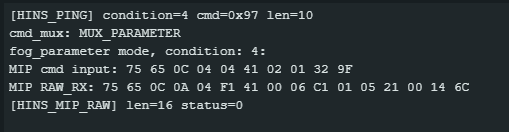 [HINS_PING] condition=4 cmd=0x97 len=10
cmd_mux: MUX_PARAMETER
fog_parameter mode, condition: 4:
MIP cmd input: 75 65 0C 04 04 41 02 01 32 9F
MIP RAW_RX: 75 65 0C 0A 04 F1 41 00 06 C1 01 05 21 00 14 6C
[HINS_MIP_RAW] len=16 status=0